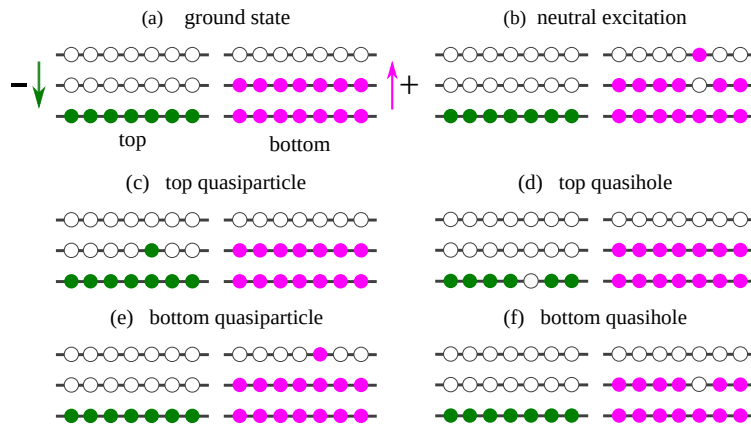 (a) ground state
(b) neutral excitation
− +
top bottom
(c) top quasiparticle
(d) top quasihole
(e) bottom quasiparticle
(f) bottom quasihole